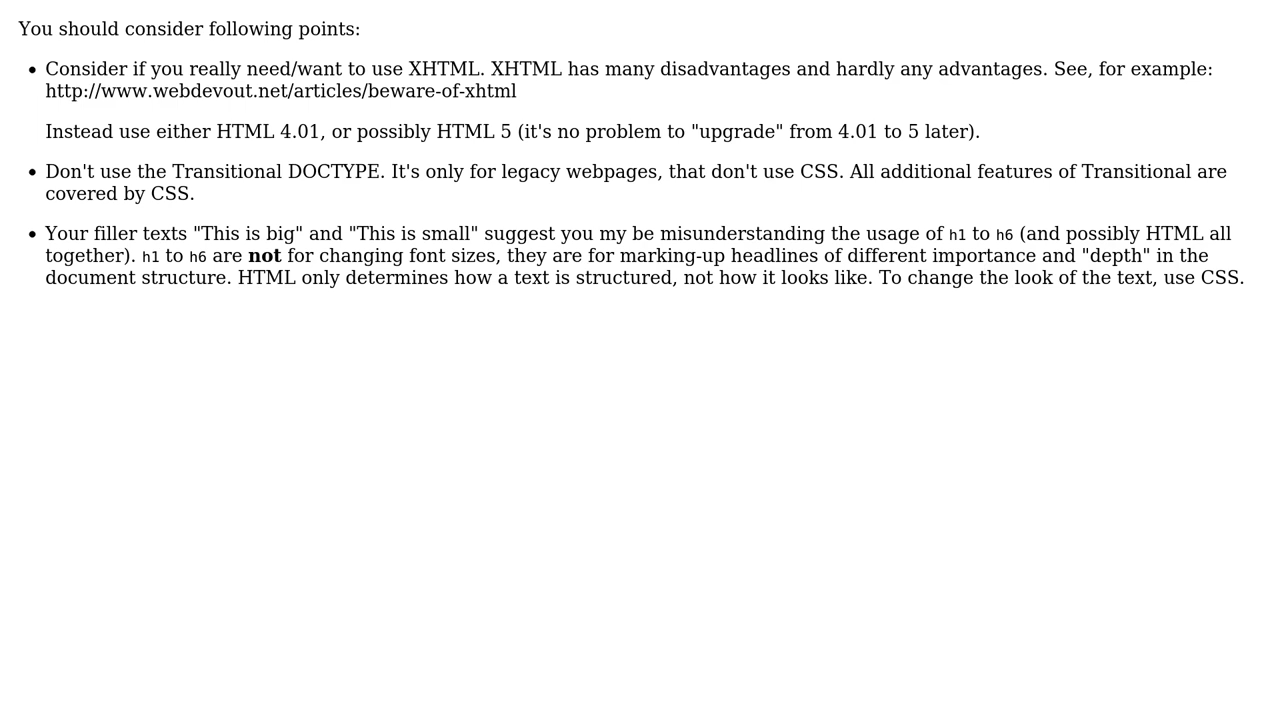 You should consider following points:
• Consider if you really need/want to use XHTML. XHTML has many disadvantages and hardly any advantages. See, for example:
http://www.webdevout.net/articles/beware-of-xhtml
Instead use either HTML 4.01, or possibly HTML 5 (it's no problem to "upgrade" from 4.01 to 5 later).
• Don't use the Transitional DOCTYPE. It's only for legacy webpages, that don't use CSS. All additional features of Transitional are
covered by CSS.
• Your filler texts "This is big" and "This is small" suggest you my be misunderstanding the usage of h1 to h6 (and possibly HTML all
together). h1 to h6 are not for changing font sizes, they are for marking-up headlines of different importance and "depth" in the
document structure. HTML only determines how a text is structured, not how it looks like. To change the look of the text, use CSS.